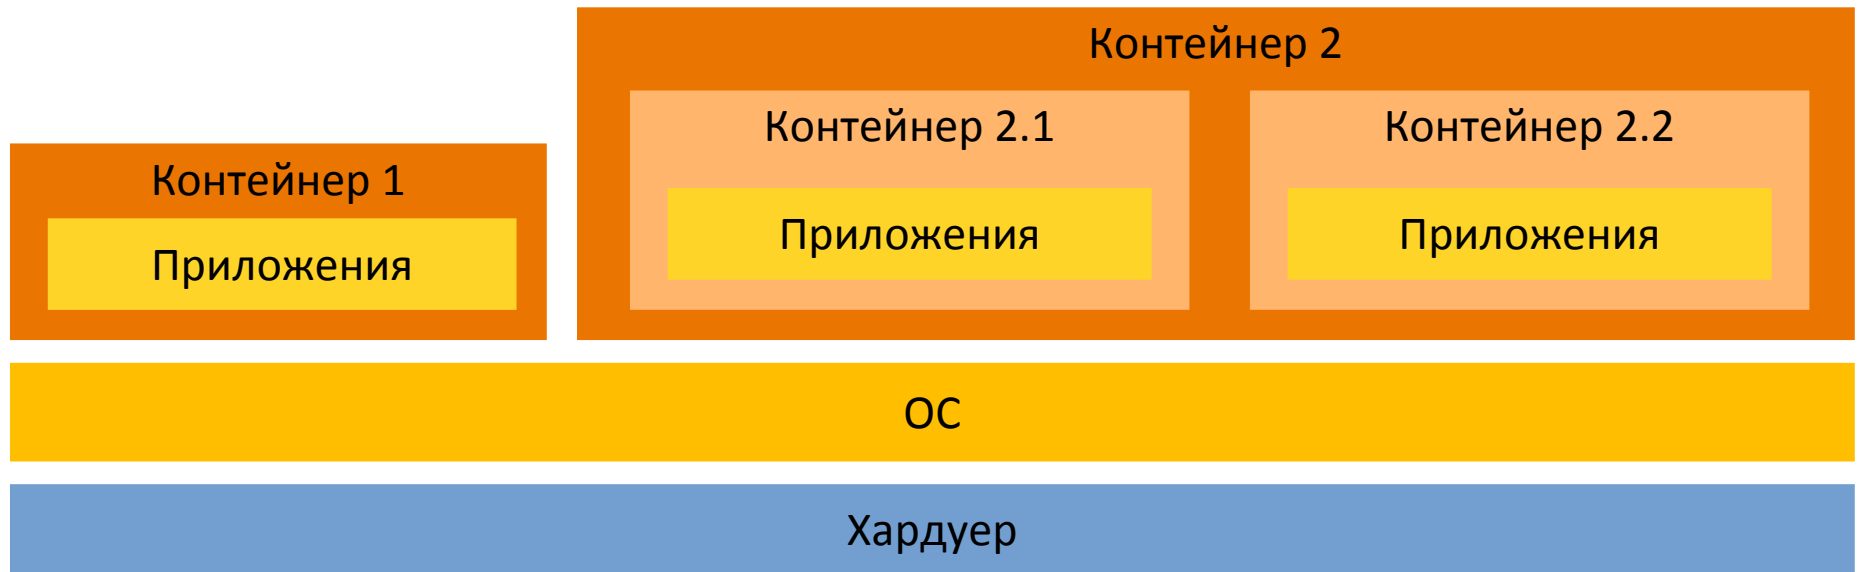 Контейнер 2
Контейнер 2.1
Контейнер 2.2
Контейнер 1
Приложения
Приложения
Приложения
ОС
Хардуер